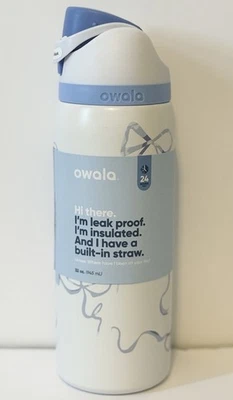 owala
owala
24
Hi there.
I'm leak proof.
I'm insulated.
And I have a
built-in straw.